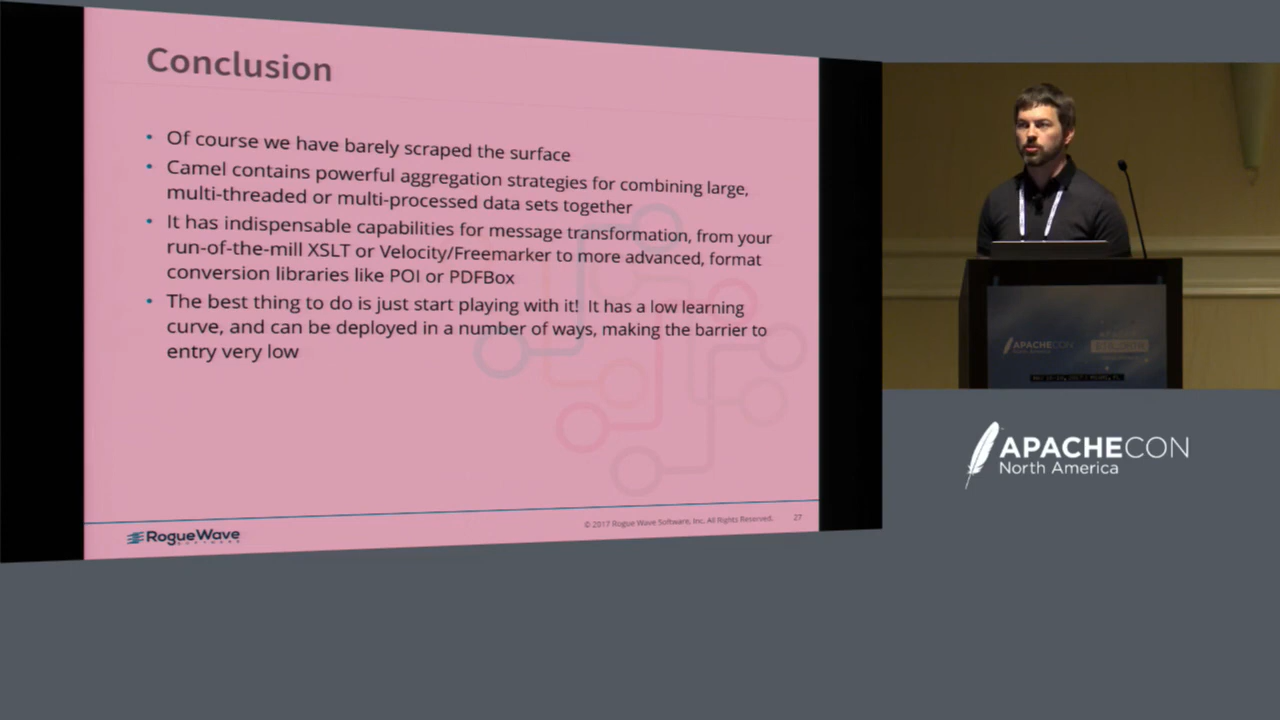 Conclusion
• Of course we have barely scraped the surface
• Camel contains powerful aggregation strategies for combining large,
multi-threaded or multi-processed data sets together
• It has indispensable capabilities for message transformation, from your
run-of-the-mill XSLT or Velocity/Freemarker to more advanced, format
conversion libraries like POI or PDFBox
• The best thing to do is just start playing with it! It has a low learning
curve, and can be deployed in a number of ways, making the barrier to
entry very low
RogueWave
SOFTWARE
© 2017 Rogue Wave Software, Inc. All Rights Reserved.
27
APACHECON
North America
APACHECON
North America